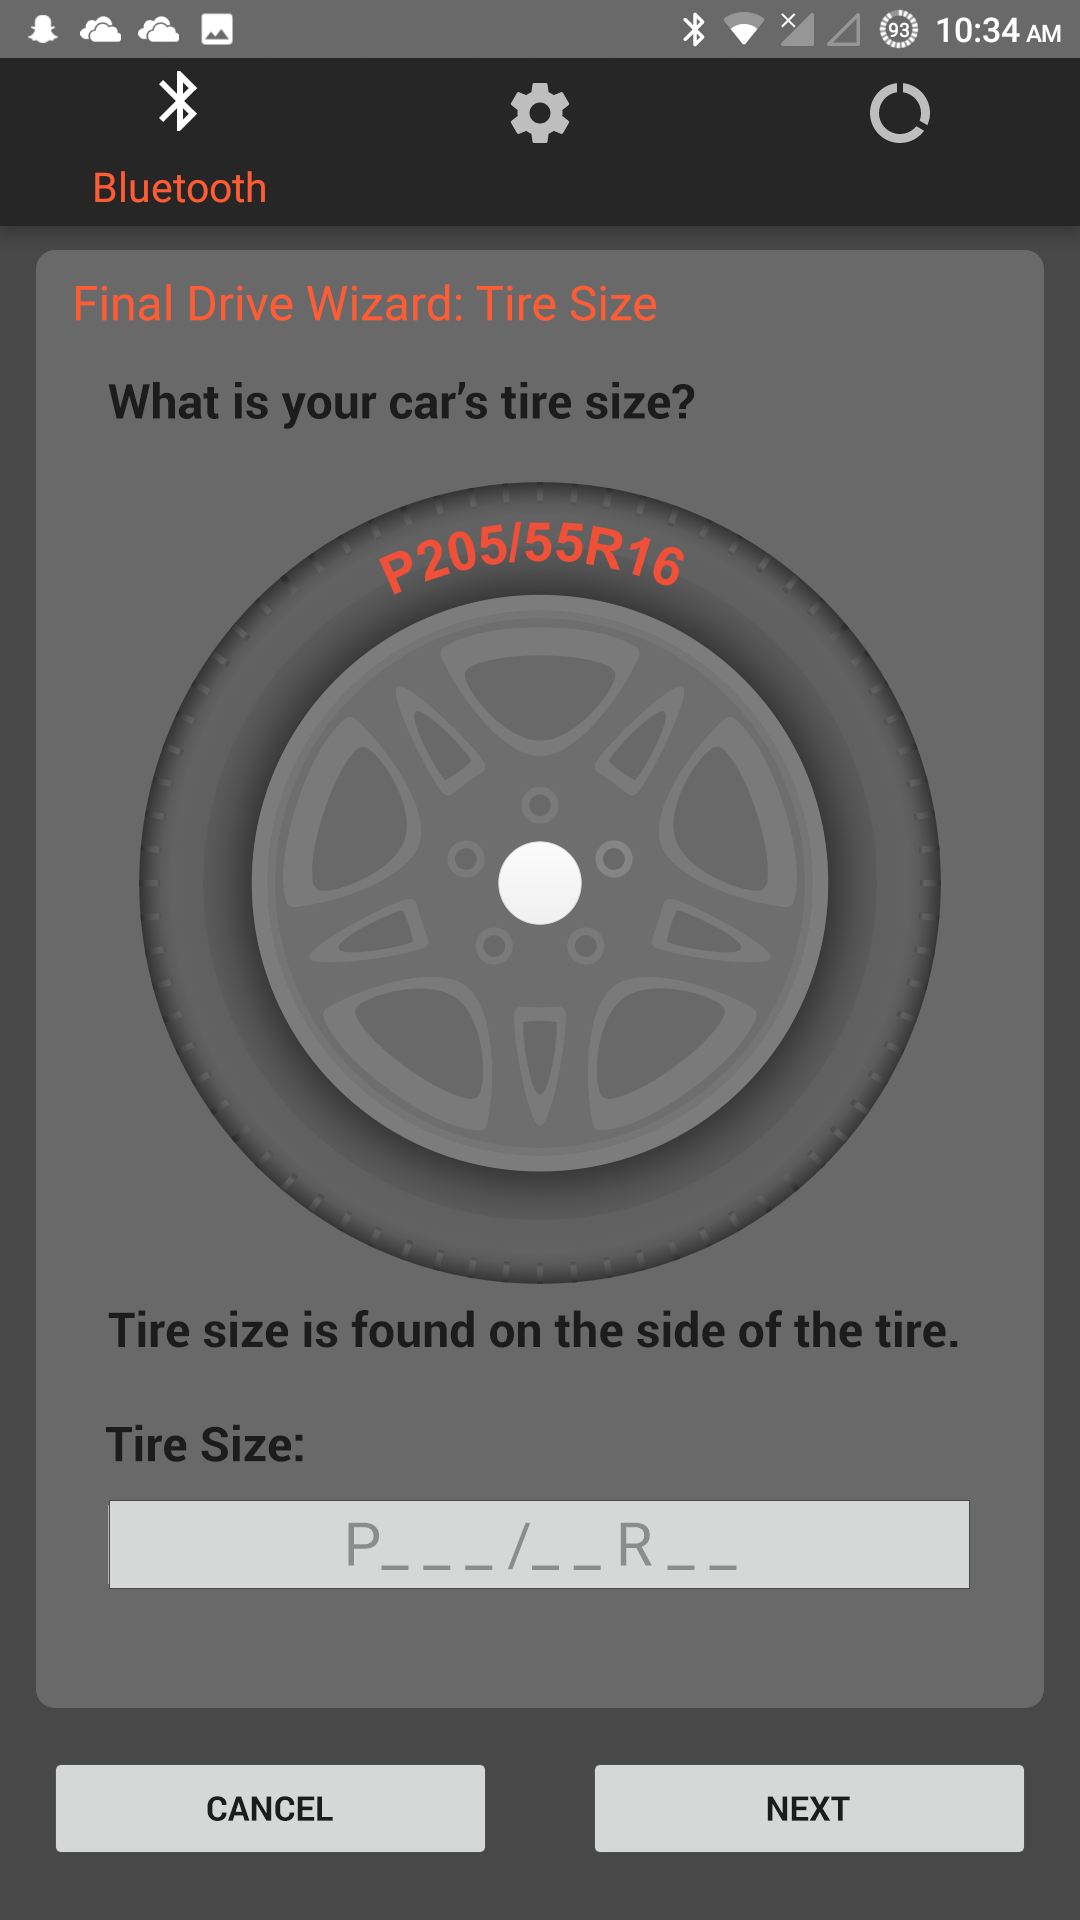 93 10:34 AM
Bluetooth
Final Drive Wizard: Tire Size
What is your car’s tire size?
P205/55R16
Tire size is found on the side of the tire.
Tire Size:
P_ _ _ /_ _ R _ _
CANCEL
NEXT